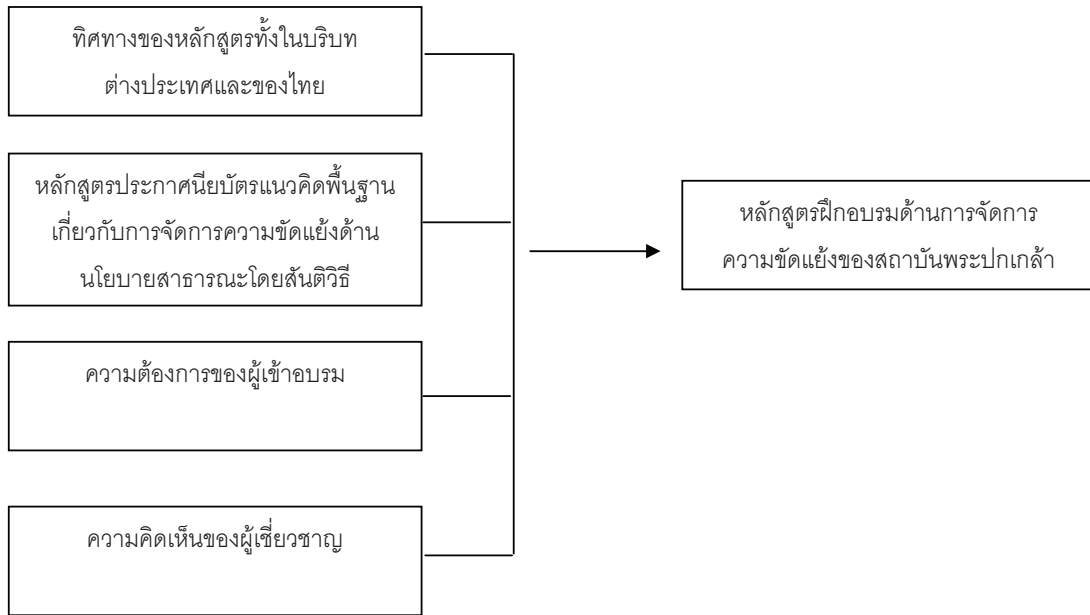 ทิศทางของหลักสูตรทั้งในบริบท
ต่างประเทศและของไทย
หลักสูตรประกาศนียบัตรแนวคิดพื้นฐาน
เกี่ยวกับการจัดการความขัดแย้งด้าน
นโยบายสาธารณะโดยสันติวิธี
ความต้องการของผู้เข้าอบรม
ความคิดเห็นของผู้เชี่ยวชาญ
หลักสูตรฝึกอบรมด้านการจัดการ
ความขัดแย้งของสถาบันพระปกเกล้า